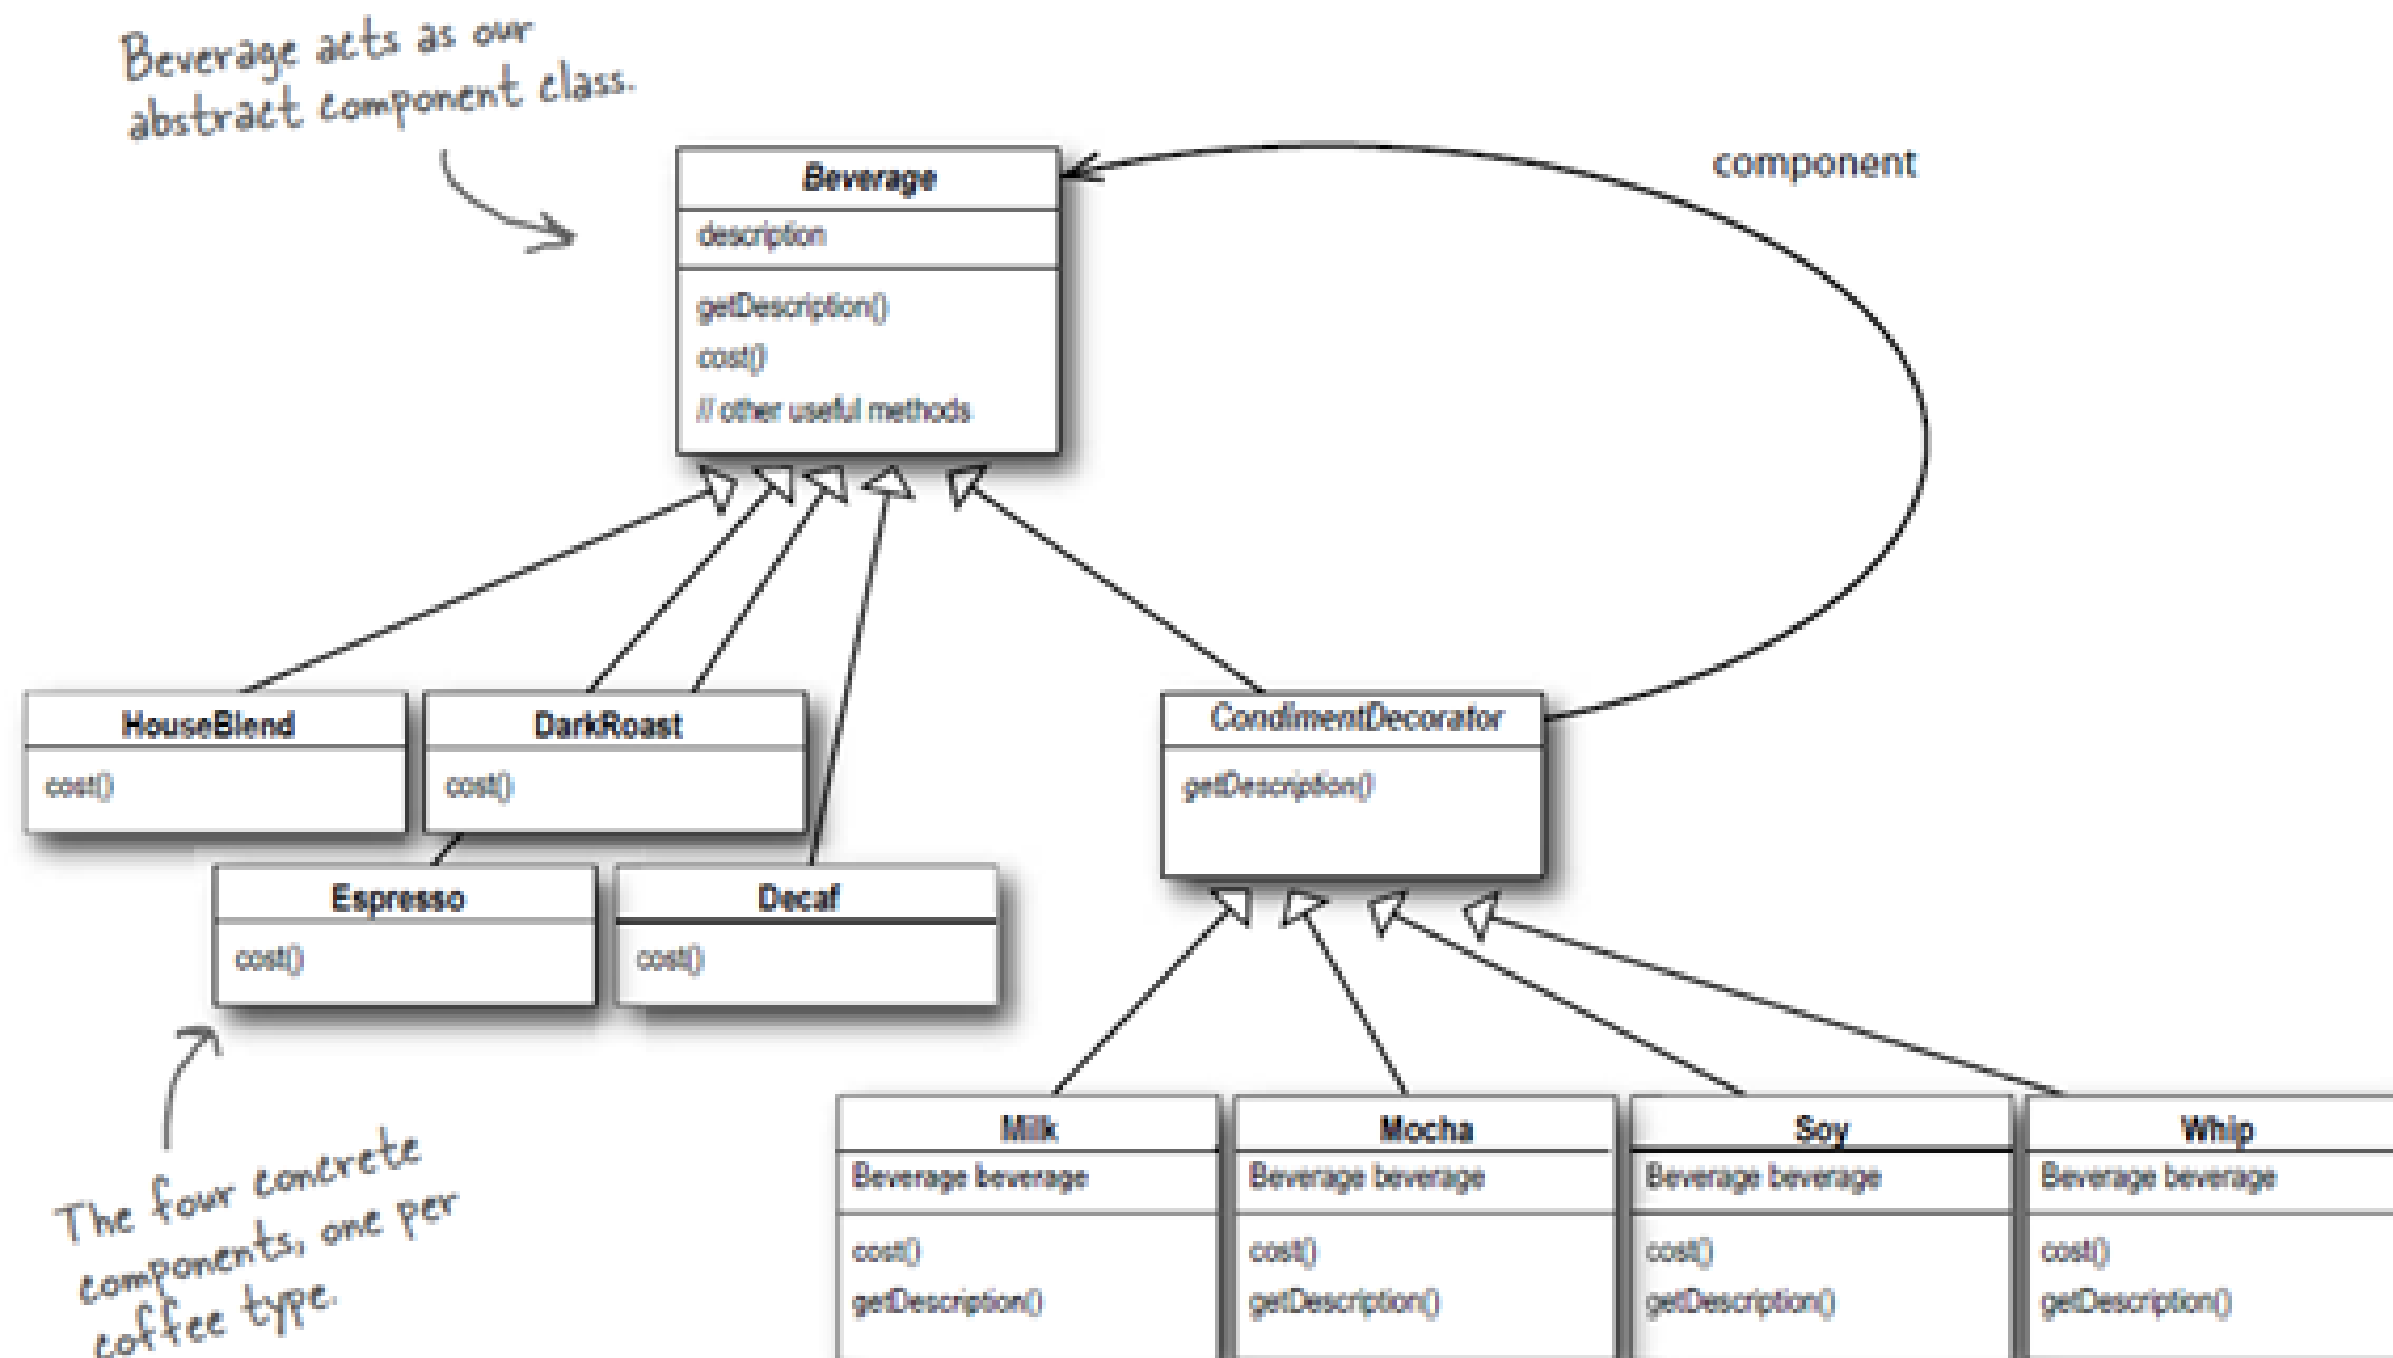 Beverage acts as our
abstract component class.
component
Beverage
description
getDescription()
cost()
// other useful methods
HouseBlend
cost()
DarkRoast
cost()
CondimentDecorator
getDescription()
Espresso
cost()
Decaf
cost()
The four concrete
components, one per
coffee type.
Milk
Beverage beverage
cost()
getDescription()
Mocha
Beverage beverage
cost()
getDescription()
Soy
Beverage beverage
cost()
getDescription()
Whip
Beverage beverage
cost()
getDescription()